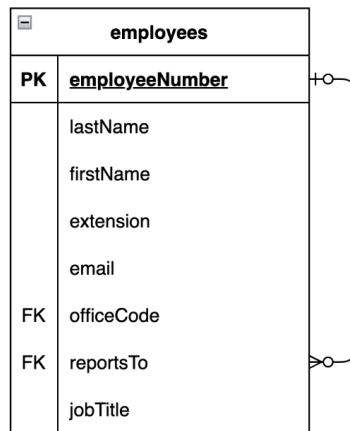 employees
PK employeeNumber
lastName
firstName
extension
email
FK officeCode
FK reportsTo
jobTitle